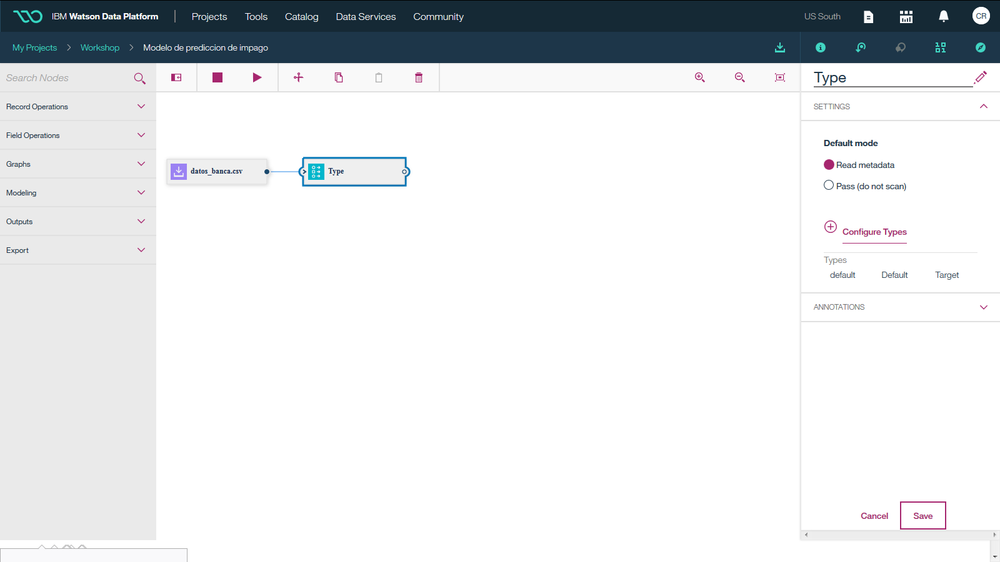 IBM Watson Data Platform
Projects
Tools
Catalog
Data Services
Community
US South
CR
My Projects
Workshop
Modelo de prediccion de impago
Search Nodes
Record Operations
Field Operations
Graphs
Modeling
Outputs
Export
datos_banca.csv
Type
Type
SETTINGS
Default mode
Read metadata
Pass (do not scan)
Configure Types
Types
default Default Target
ANNOTATIONS
Cancel
Save